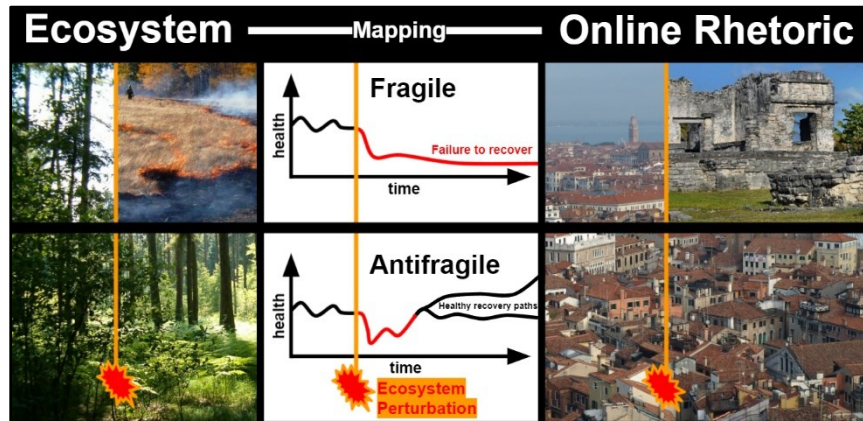 Ecosystem
Mapping
Online Rhetoric
Fragile
health
Failure to recover
time
Antifragile
health
Healthy recovery paths
time
Ecosystem
Perturbation